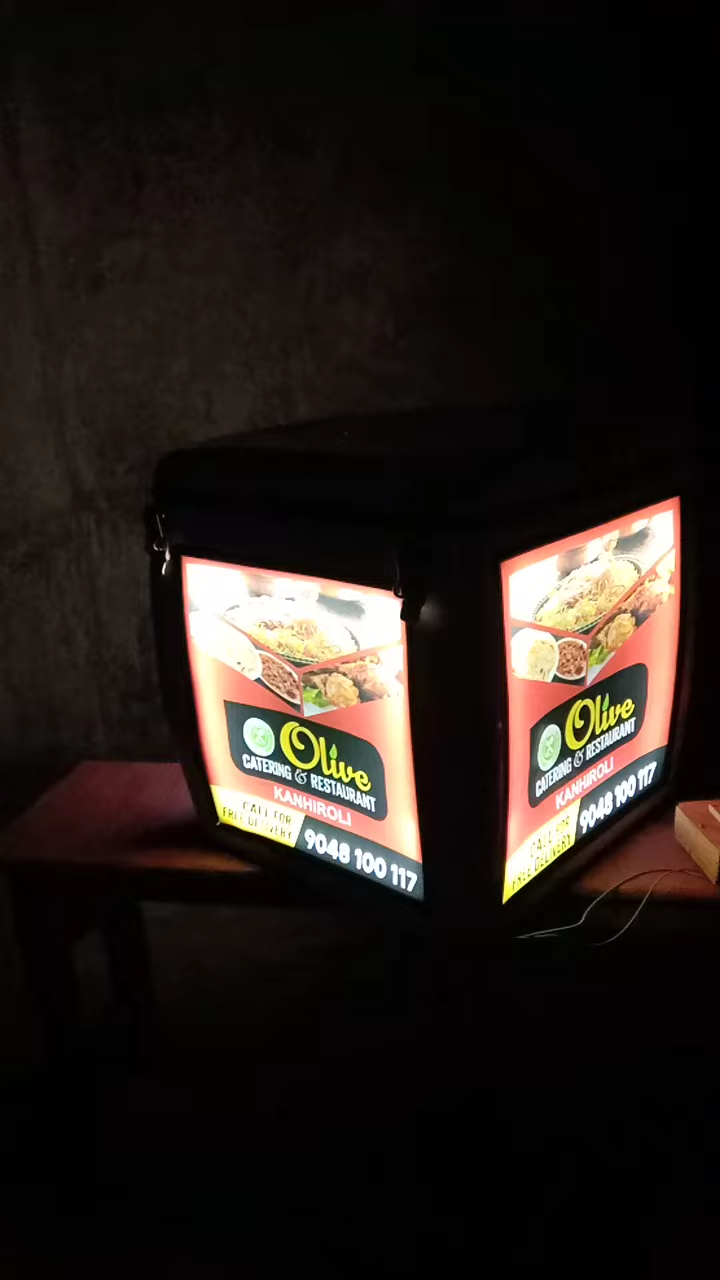 Olive
CATERING & RESTAURANT
KANHIROLI
CALL FOR
FREE DELIVERY
9048 100 117
Olive
CATERING & RESTAURANT
KANHIROLI
CALL FOR
FREE DELIVERY
9048 100 117